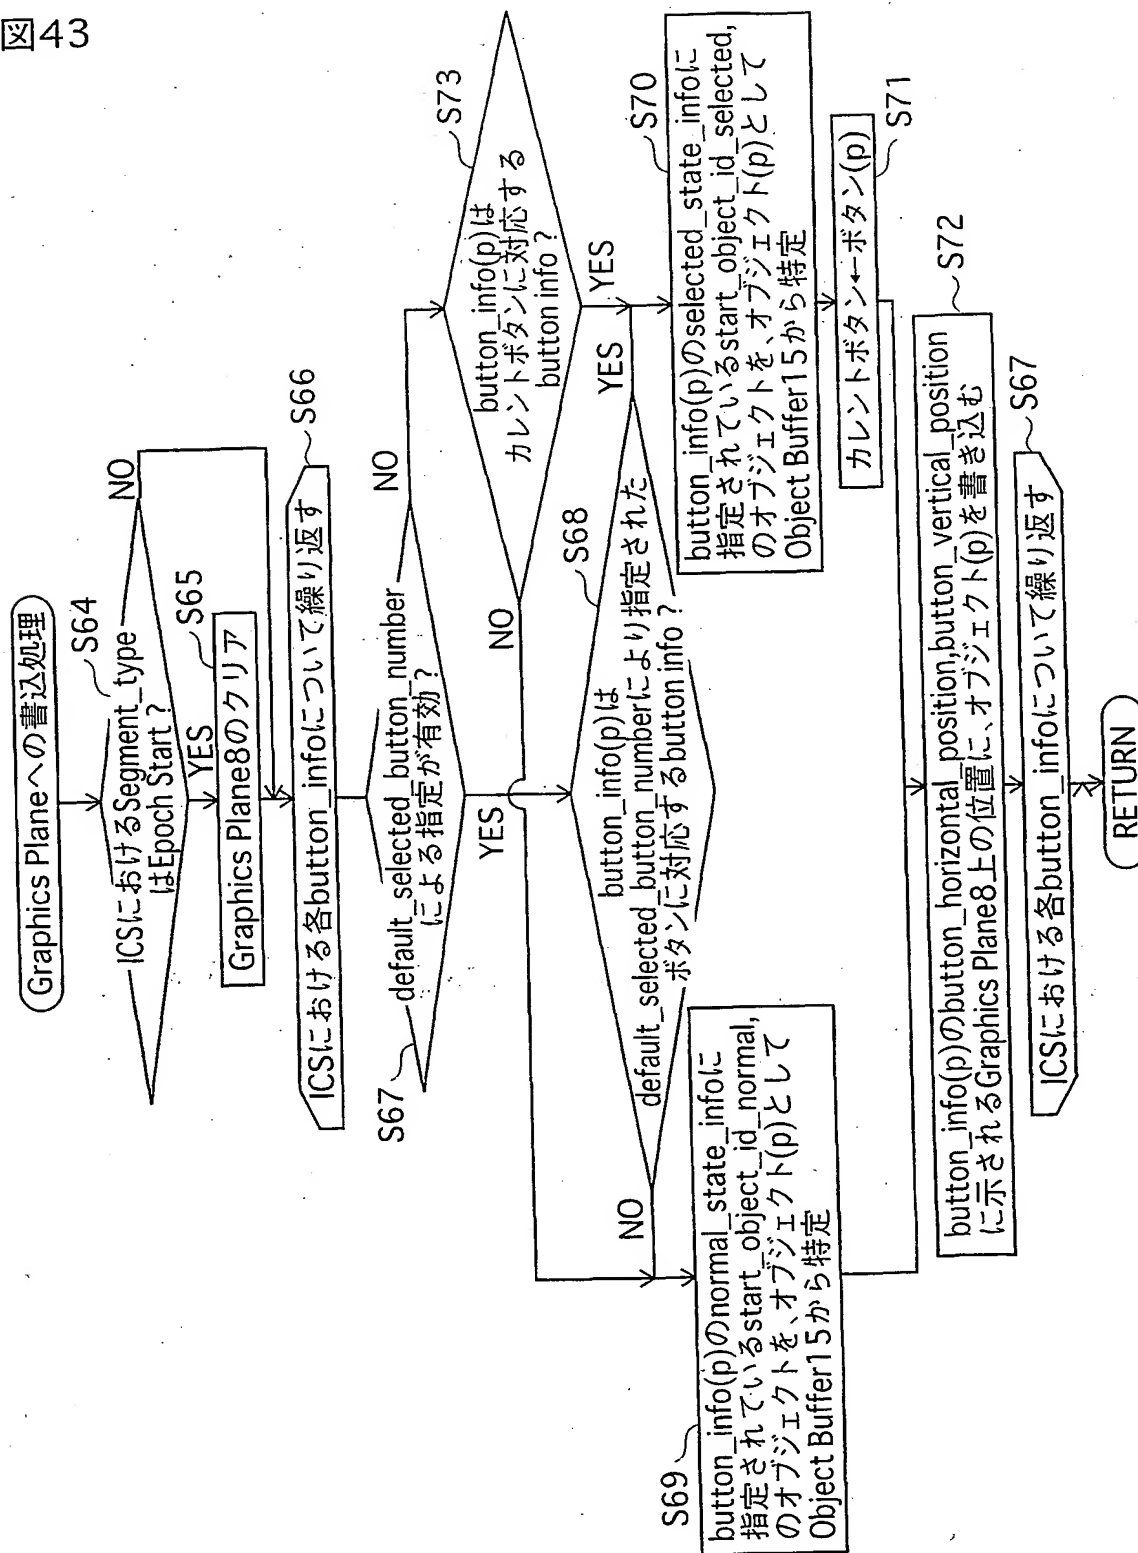 図43
Graphics Planeへの書込処理
S64
ICSにおけるSegment_type
はEpoch Start？
NO
YES
S65
Graphics Plane8のクリア
S66
ICSにおける各button_infoについて繰り返す
S67
default_selected_button_number
による指定が有効？
NO
YES
S73
button_info(p)は
カレントボタンに対応する
button info？
NO
YES
S68
button_info(p)は
default_selected_button_numberにより指定された
ボタンに対応するbutton info？
NO
YES
S69
button_info(p)のnormal_state_infoに
指定されているstart_object_id_normal,
のオブジェクトを、オブジェクト(p)として
Object Buffer15から特定
S70
button_info(p)のselected_state_infoに
指定されているstart_object_id_selected,
のオブジェクトを、オブジェクト(p)として
Object Buffer15から特定
S71
カレントボタン←ボタン(p)
S72
button_info(p)のbutton_horizontal_position,button_vertical_position
に示されるGraphics Plane8上の位置に、オブジェクト(p)を書き込む
S67
ICSにおける各button_infoについて繰り返す
RETURN